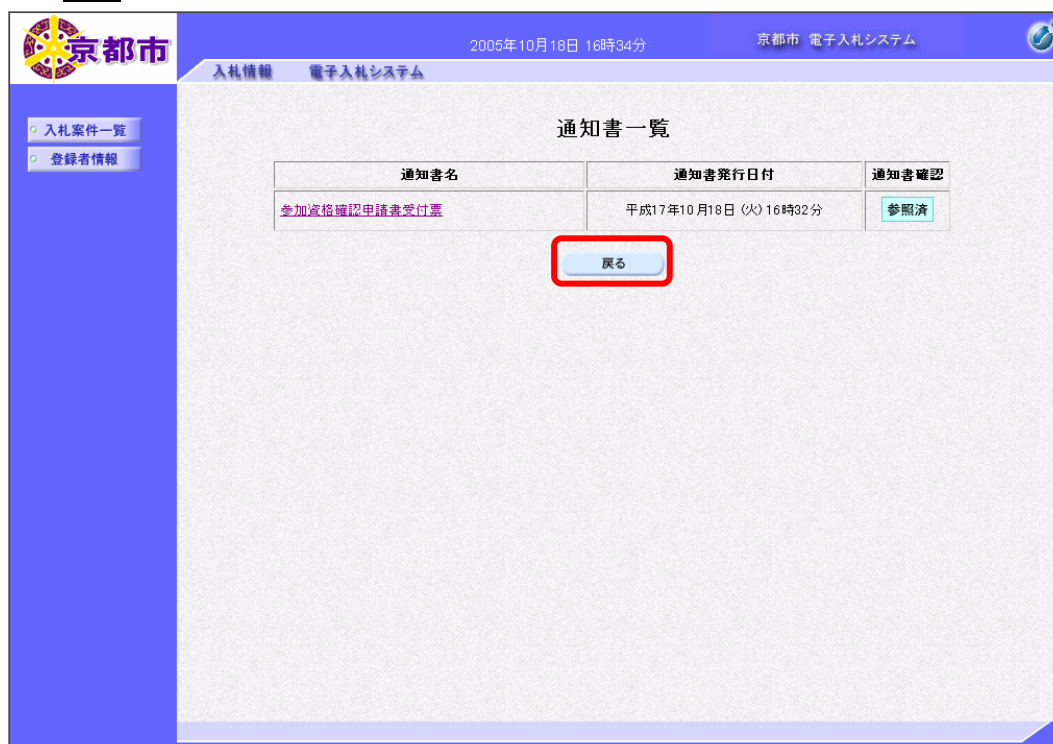 京都市
2005年10月18日 16時34分
京都市 電子入札システム
入札情報
電子入札システム
入札案件一覧
登録者情報
通知書一覧
通知書名
通知書発行日付
通知書確認
参加資格確認申請書受付票
平成17年10月18日(火)16時32分
参照済
戻る